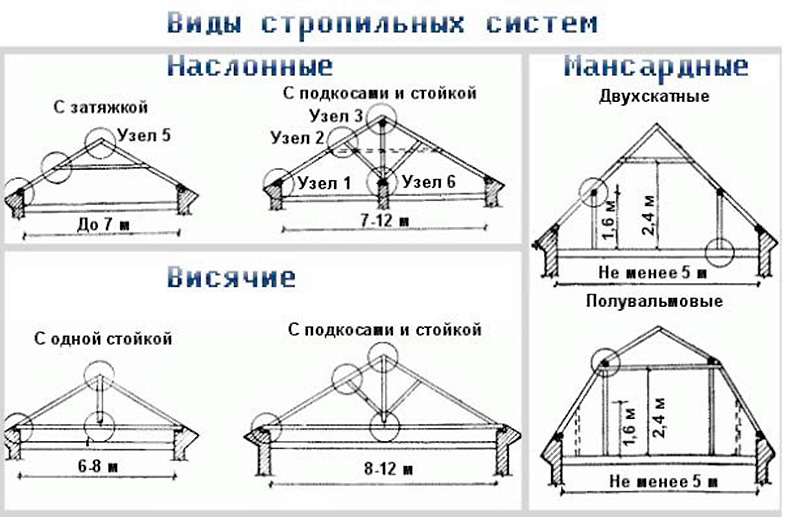 Виды стропильных систем
Наслонные
С затяжкой
Узел 5
До 7 м
С подкосами и стойкой
Узел 3
Узел 2
Узел 1
Узел 6
7-12 м
Висячие
С одной стойкой
6-8 м
С подкосами и стойкой
8-12 м
Мансардные
Двухскатные
1,6 м
2,4 м
Не менее 5 м
Полувальмовые
1,6 м
2,4 м
Не менее 5 м